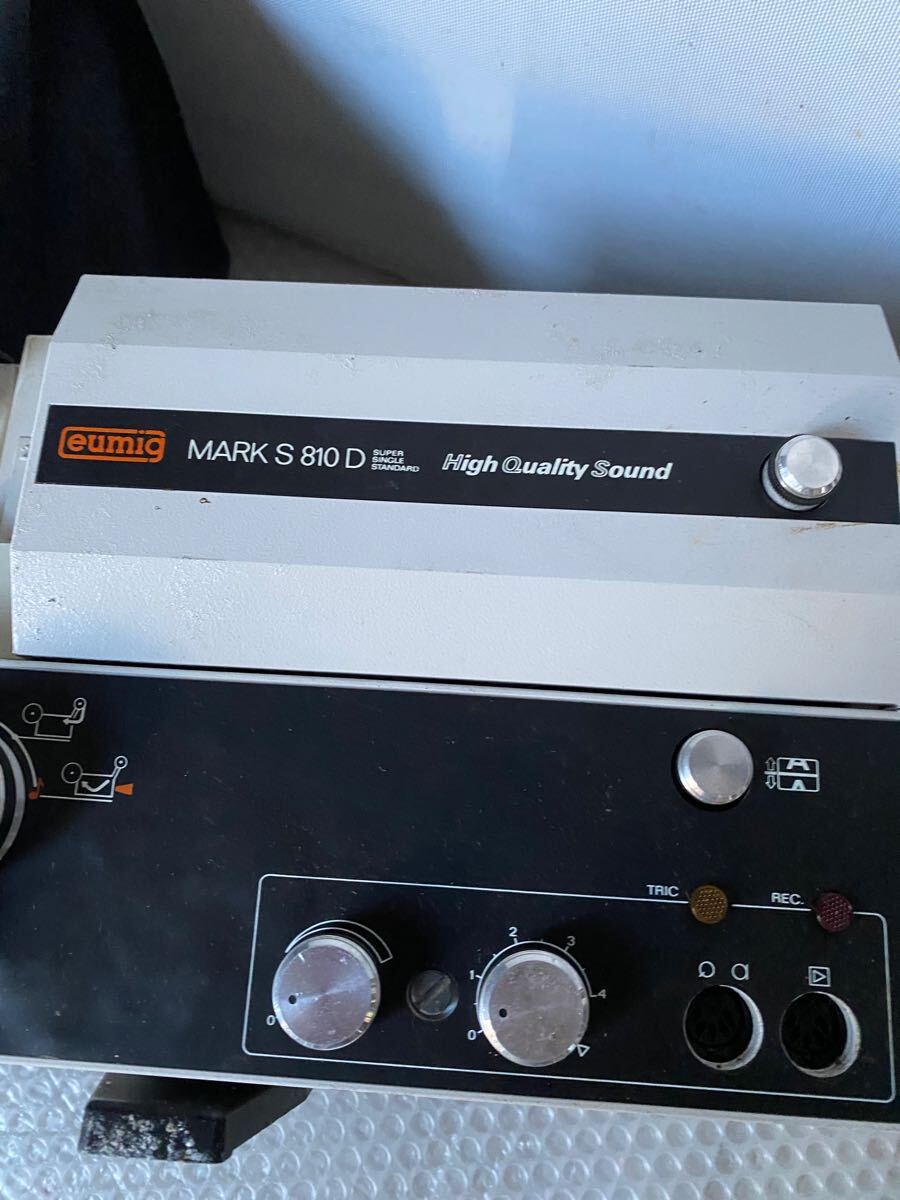 eumig MARK S 810 D SUPER
SINGLE
STANDARD High Quality Sound
TRIC REC.
0
0 1 2 3 4